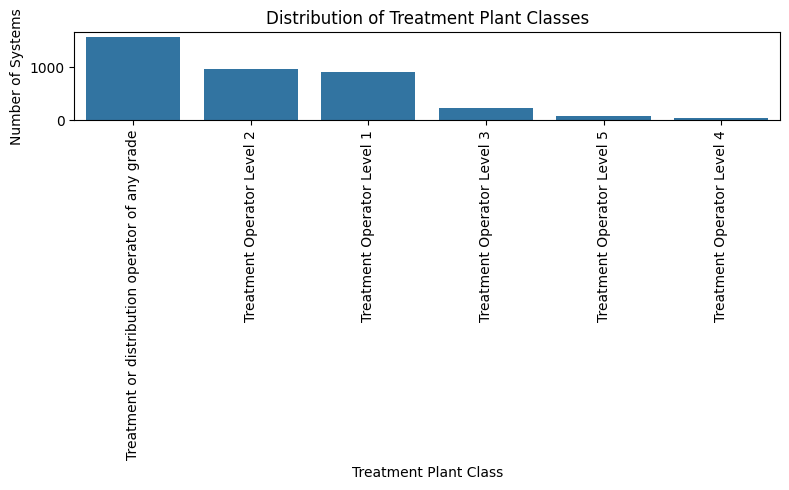 Distribution of Treatment Plant Classes
Number of Systems
1000
0
Treatment or distribution operator of any grade
Treatment Operator Level 2
Treatment Operator Level 1
Treatment Operator Level 3
Treatment Operator Level 5
Treatment Operator Level 4
Treatment Plant Class